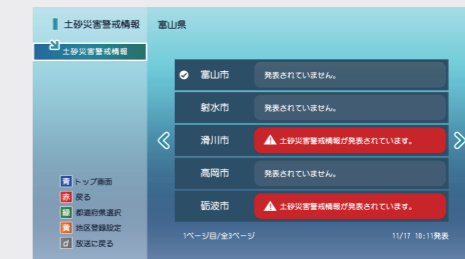 土砂災害警戒情報 富山県
土砂災害警戒情報
富山市 発表されていません。
射水市 発表されていません。
滑川市 土砂災害警戒情報が発表されています。
高岡市 発表されていません。
砺波市 土砂災害警戒情報が発表されています。
青 トップ画面
赤 戻る
緑 都道府県選択
黄 地区登録設定
d 放送に戻る
1ページ目/全3ページ 11/17 10:11発表